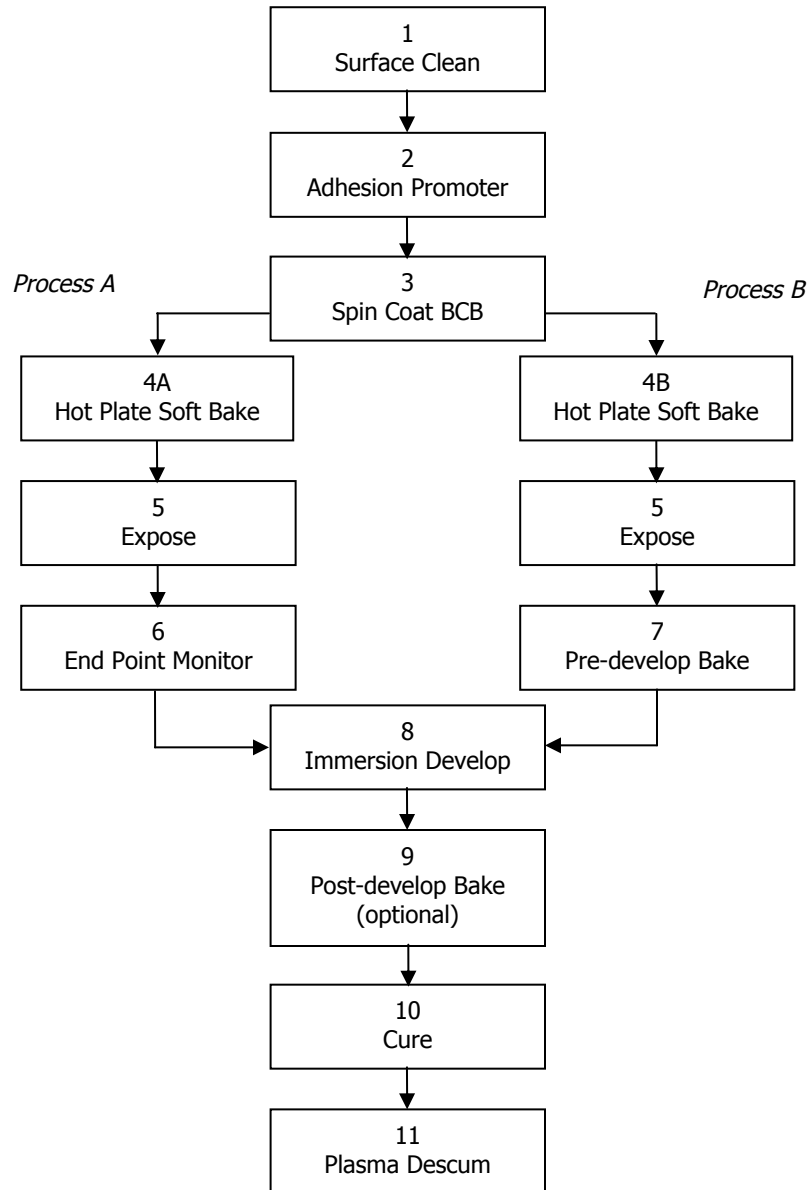 1
Surface Clean
2
Adhesion Promoter
Process A
3
Spin Coat BCB
Process B
4A
Hot Plate Soft Bake
4B
Hot Plate Soft Bake
5
Expose
5
Expose
6
End Point Monitor
7
Pre-develop Bake
8
Immersion Develop
9
Post-develop Bake
(optional)
10
Cure
11
Plasma Descum